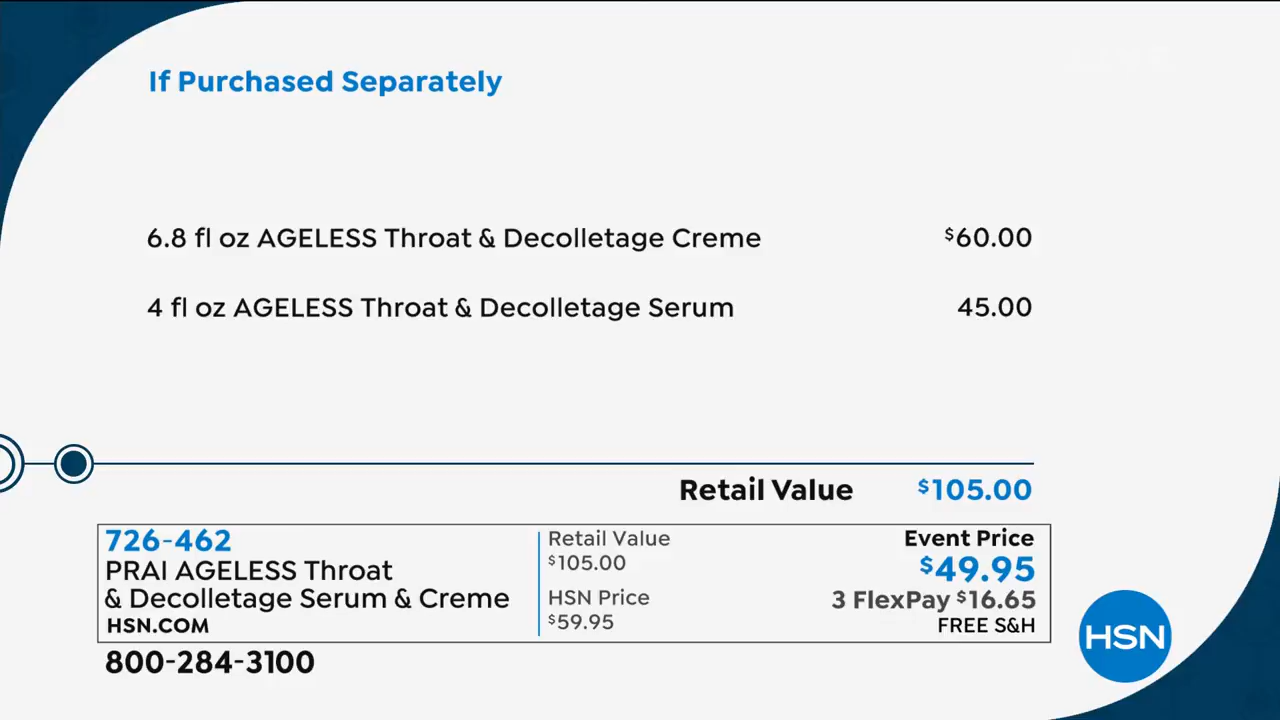 If Purchased Separately
6.8 fl oz AGELESS Throat & Decolletage Creme $60.00
4 fl oz AGELESS Throat & Decolletage Serum 45.00
Retail Value $105.00
726-462
PRAI AGELESS Throat
& Decolletage Serum & Creme
HSN.COM
Retail Value
$105.00
HSN Price
$59.95
Event Price
$49.95
3 FlexPay $16.65
FREE S&H
800-284-3100
HSN